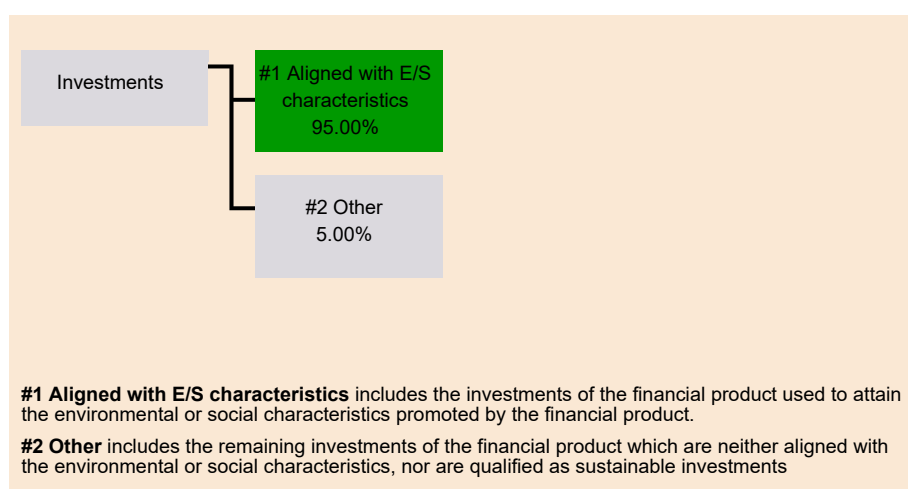 Investments
#1 Aligned with E/S
characteristics
95.00%
#2 Other
5.00%
#1 Aligned with E/S characteristics includes the investments of the financial product used to attain
the environmental or social characteristics promoted by the financial product.
#2 Other includes the remaining investments of the financial product which are neither aligned with
the environmental or social characteristics, nor are qualified as sustainable investments